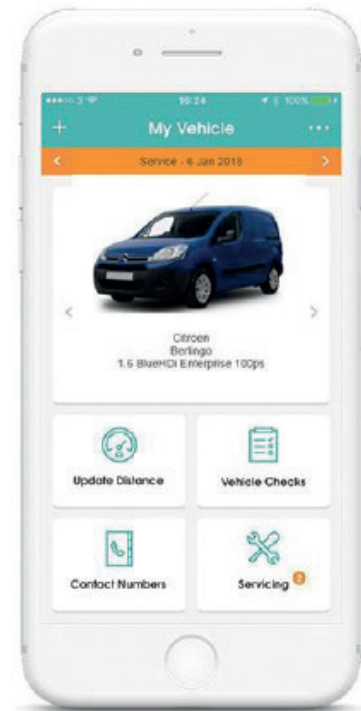 3
16:24
100%
+
My Vehicle
...
< Service - 6 Jan 2018 >
< >
Citroen
Berlingo
1.6 BlueHDi Enterprise 100ps
Update Distance
Vehicle Checks
Contact Numbers
Servicing 2